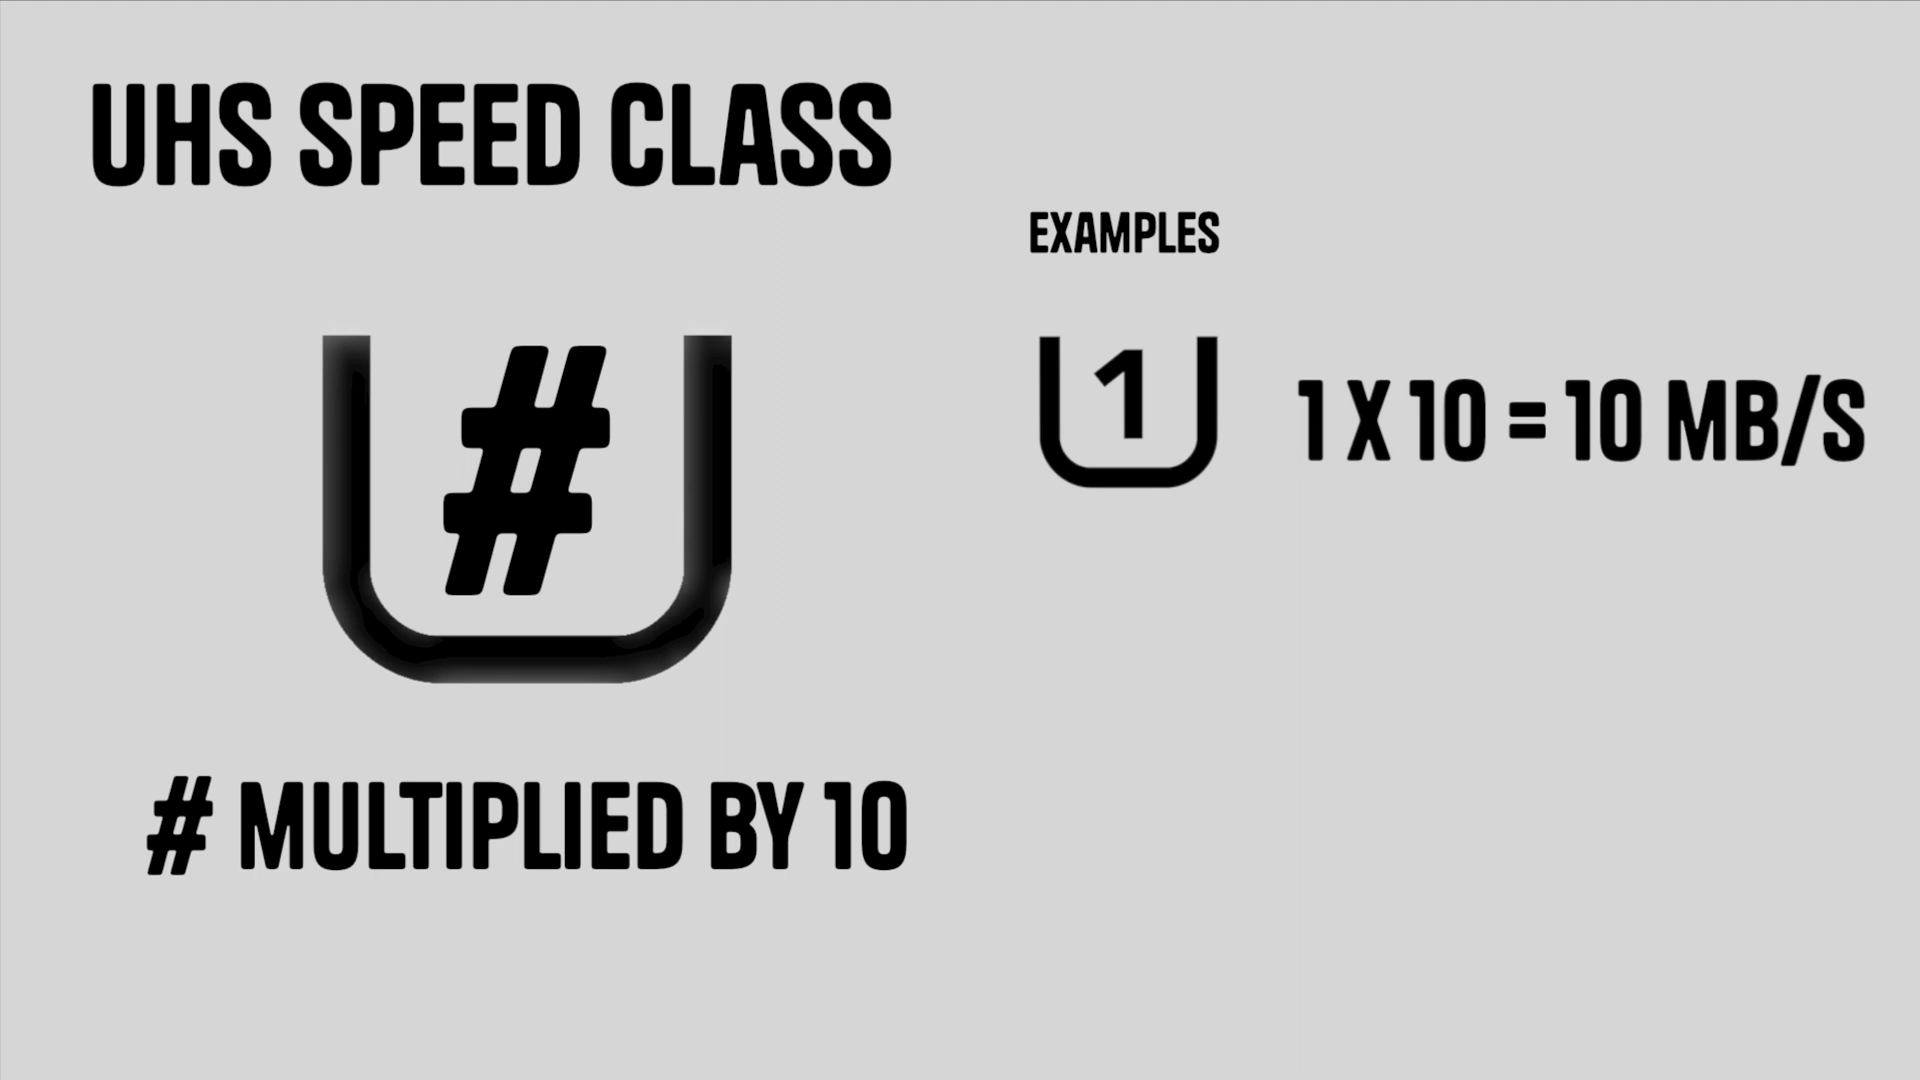 UHS SPEED CLASS
#
# MULTIPLIED BY 10
EXAMPLES
1
1 X 10 = 10 MB/S